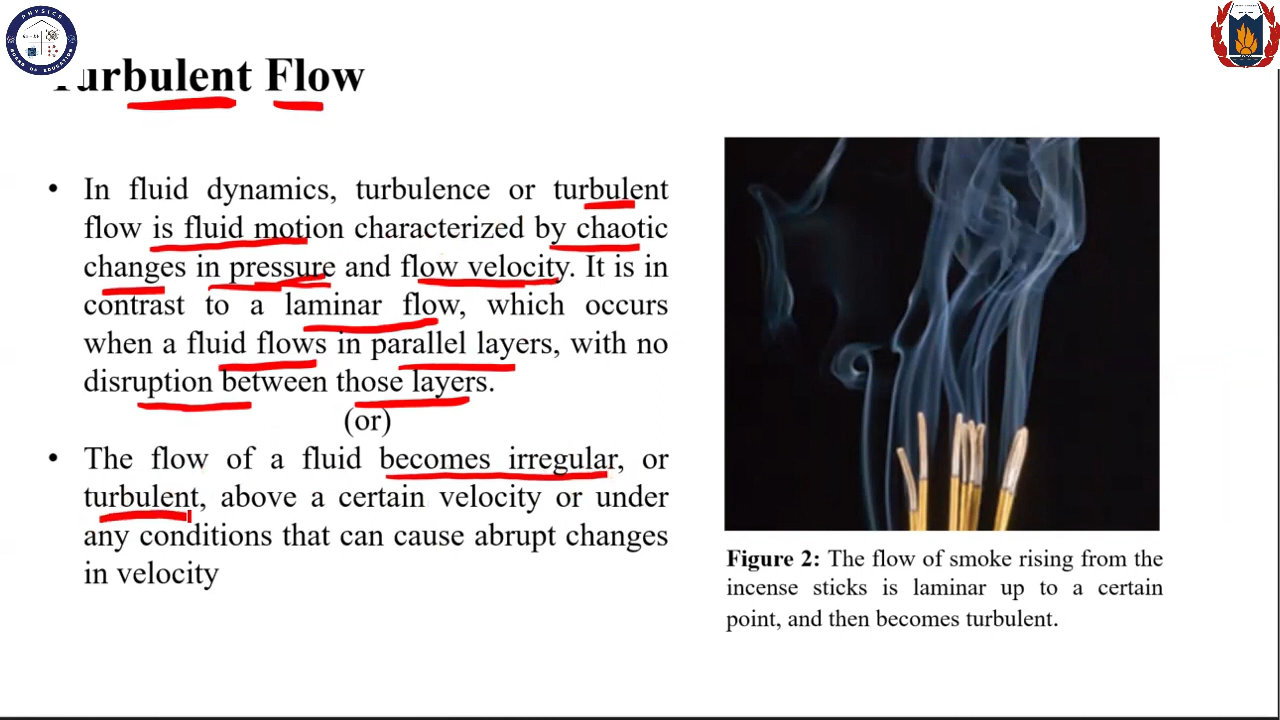 PHYSICS
BOARD OF EDUCATION
Turbulent Flow
• In fluid dynamics, turbulence or turbulent
flow is fluid motion characterized by chaotic
changes in pressure and flow velocity. It is in
contrast to a laminar flow, which occurs
when a fluid flows in parallel layers, with no
disruption between those layers.
(or)
• The flow of a fluid becomes irregular, or
turbulent, above a certain velocity or under
any conditions that can cause abrupt changes
in velocity
Figure 2: The flow of smoke rising from the
incense sticks is laminar up to a certain
point, and then becomes turbulent.